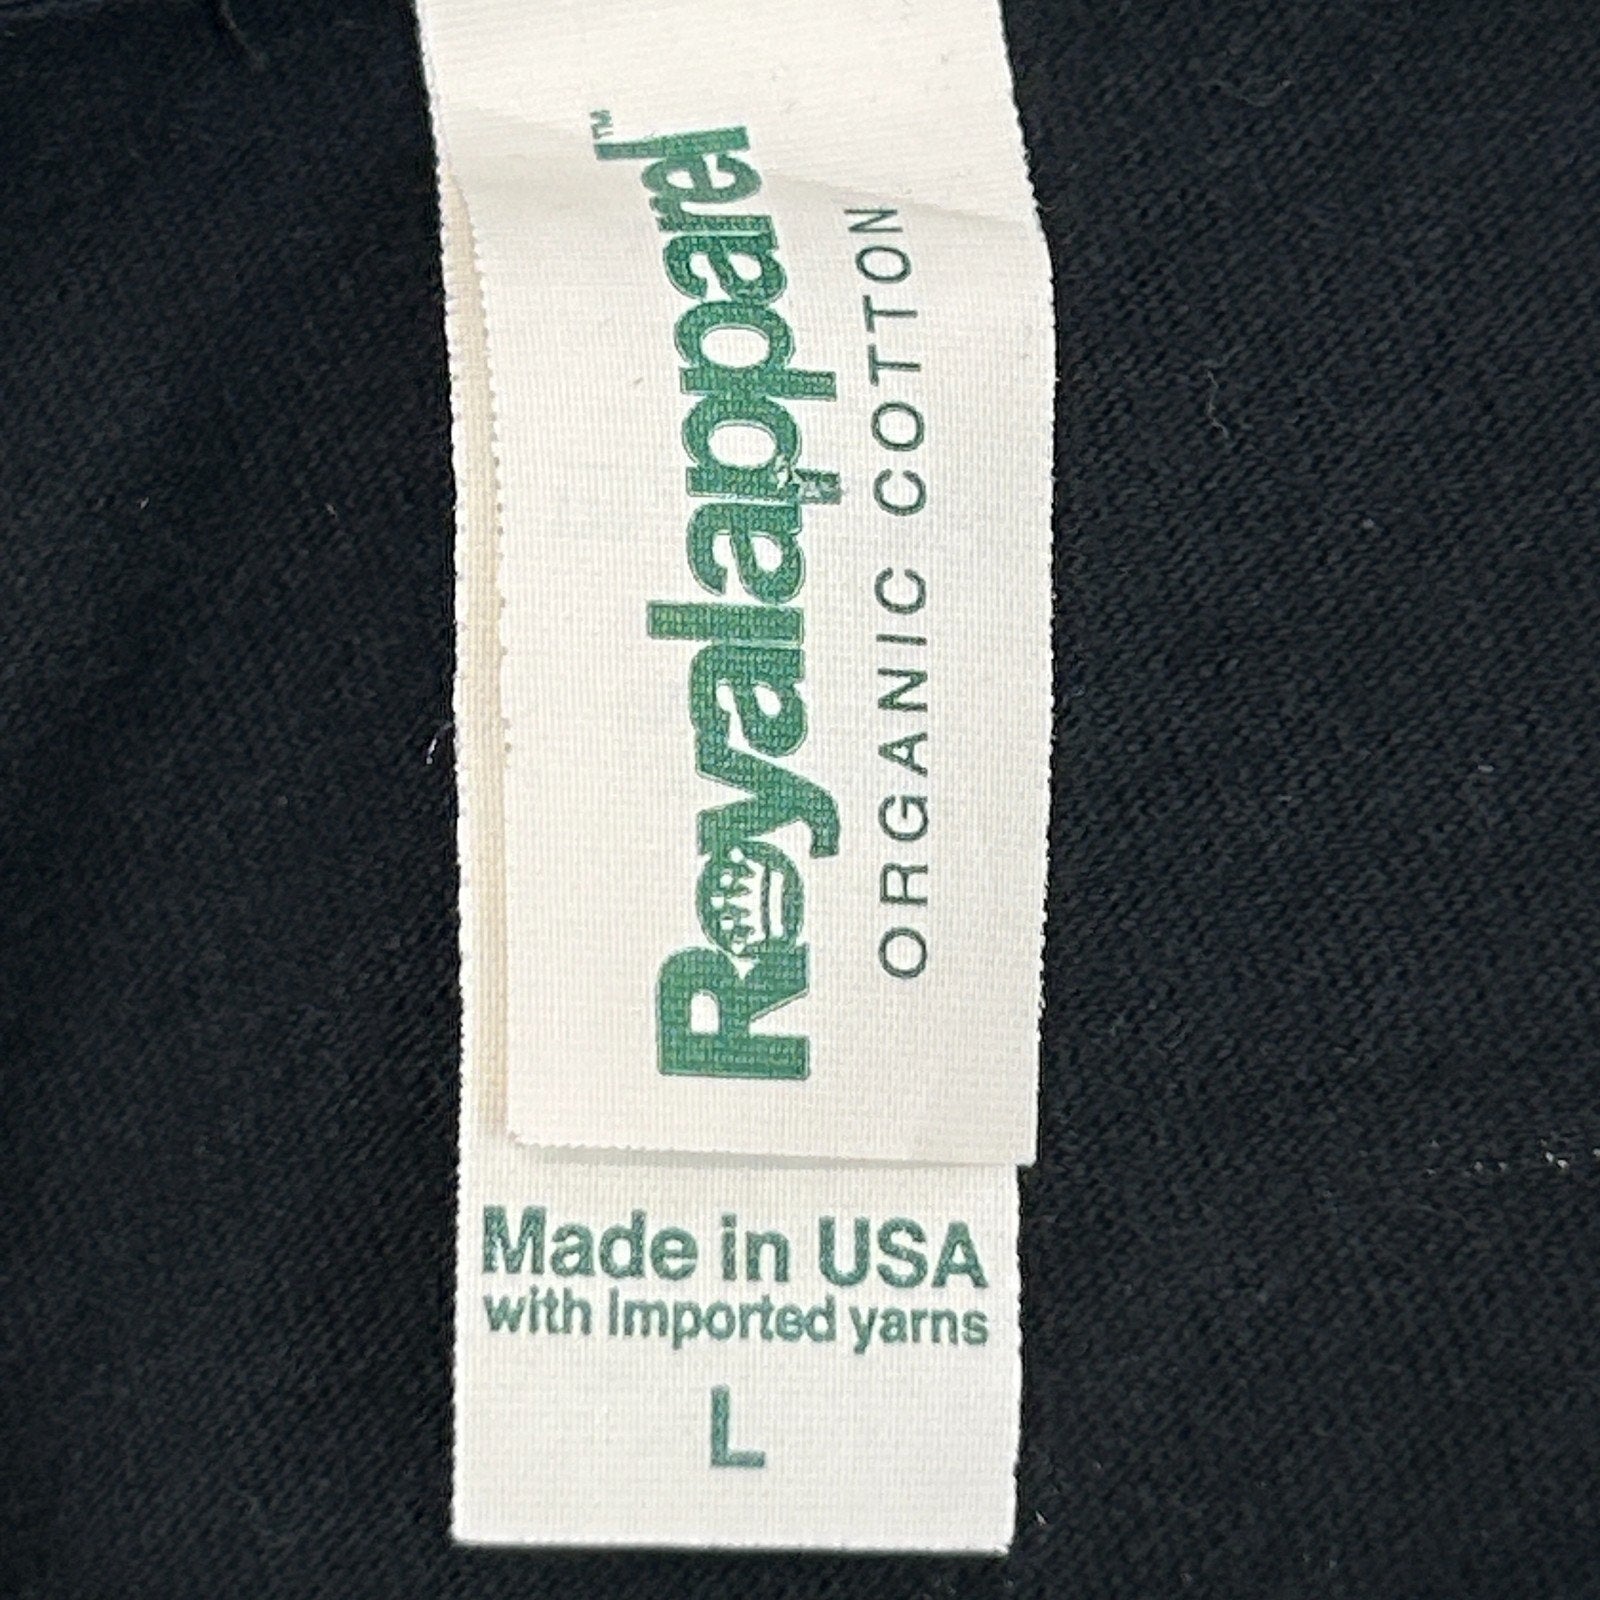 Royalapparel™
ORGANIC COTTON
Made in USA
with Imported yarns
L